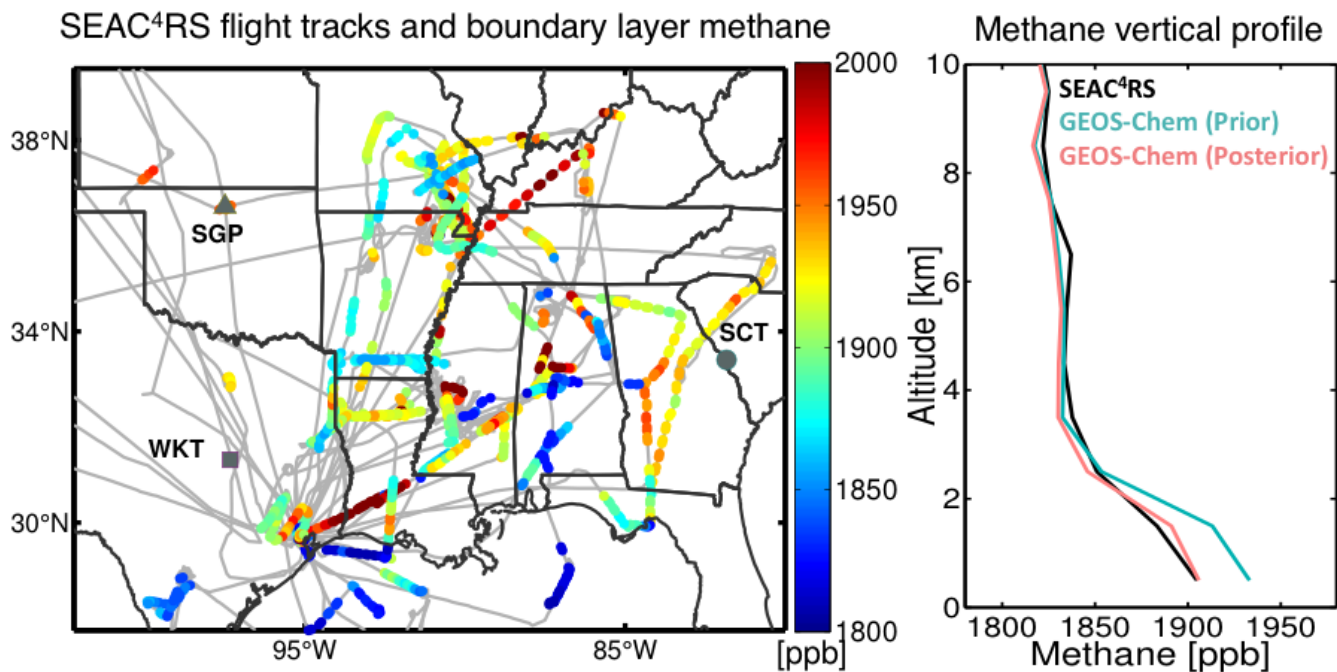 SEAC⁴RS flight tracks and boundary layer methane
38°N
34°N
30°N
95°W
85°W
SGP
WKT
SCT
2000
1950
1900
1850
1800
[ppb]
Methane vertical profile
SEAC⁴RS
GEOS-Chem (Prior)
GEOS-Chem (Posterior)
Altitude [km]
10
8
6
4
2
0
1800
1850
1900
1950
Methane [ppb]